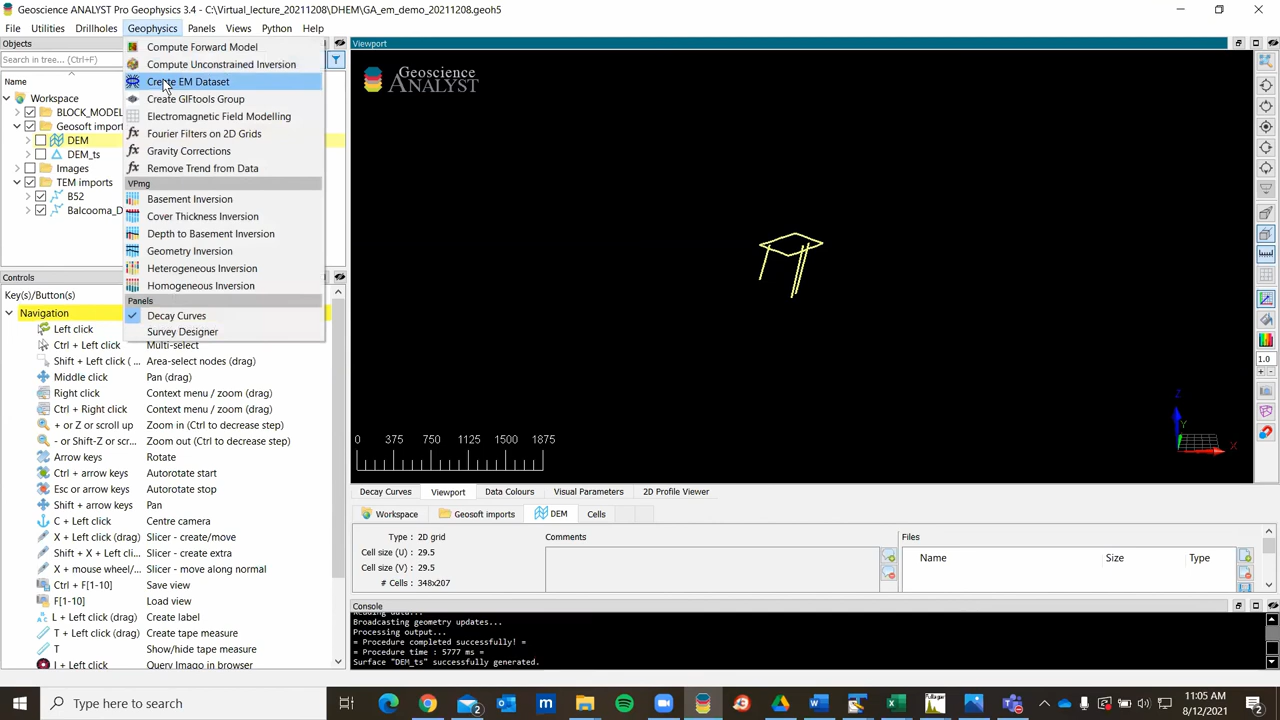 Geoscience ANALYST Pro Geophysics 3.4 - C:\Virtual_lecture_20211208\DHEM\GA_em_demo_20211208.geoh5
File Utilities Drillholes Geophysics Panels Views Python Help
Objects
Search in tree... (Ctrl+F)
Name
Workspace
BLOCK_MODEL
Geosoft import
DEM
DEM_ts
Images
TEM imports
B52
Balcooma_D
Compute Forward Model
Compute Unconstrained Inversion
Create EM Dataset
Create GIFtools Group
Electromagnetic Field Modelling
Fourier Filters on 2D Grids
Gravity Corrections
Remove Trend from Data
VPmg
Basement Inversion
Cover Thickness Inversion
Depth to Basement Inversion
Geometry Inversion
Heterogeneous Inversion
Homogeneous Inversion
Panels
Decay Curves
Survey Designer
Controls
Key(s)/Button(s)
Navigation
Left click
Ctrl + Left click Multi-select
Shift + Left click ( ... Area-select nodes (drag)
Middle click Pan (drag)
Right click Context menu / zoom (drag)
Ctrl + Right click Context menu / zoom (drag)
+ or Z or scroll up Zoom in (Ctrl to decrease step)
- or Shift-Z or scr... Zoom out (Ctrl to decrease step)
Arrow keys Rotate
Ctrl + arrow keys Autorotate start
Esc or arrow keys Autorotate stop
Shift + arrow keys Pan
C + Left click Centre camera
X + Left click (drag) Slicer - create/move
Shift + X + Lef... Slicer - create extra
X + mouse wheel/... Slicer - move along normal
Ctrl + F[1-10] Save view
F[1-10] Load view
L + Left click (drag) Create label
T + Left click (drag) Create tape measure
T Show/hide tape measure
I + Left click Query Imago in browser
Viewport
Geoscience
ANALYST
0 375 750 1125 1500 1875
Z
Y
X
1.0
Decay Curves Viewport Data Colours Visual Parameters 2D Profile Viewer
Workspace Geosoft imports DEM Cells
Type : 2D grid
Cell size (U) : 29.5
Cell size (V) : 29.5
# Cells : 348x207
Comments
Files
Name Size Type
Console
Reading data...
Broadcasting geometry updates...
Processing output...
= Procedure completed successfully! =
= Procedure time : 5777 ms =
Surface "DEM_ts" successfully generated.
Type here to search
11:05 AM
8/12/2021